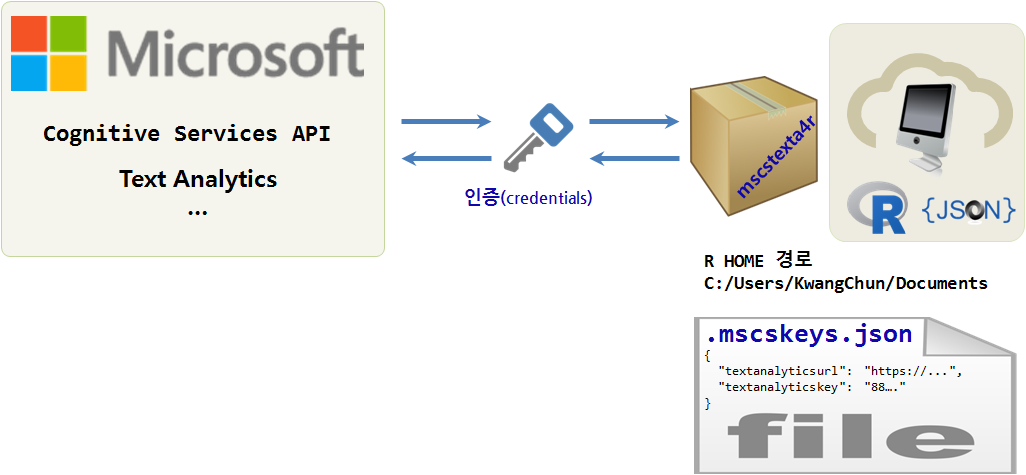 Microsoft
Cognitive Services API
Text Analytics
...
인증(credentials)
mscstexta4r
R {JSON}
R HOME 경로
C:/Users/KwangChun/Documents
.mscskeys.json
{
"textanalyticsurl": "https://...",
"textanalyticskey": "88…."
}
file